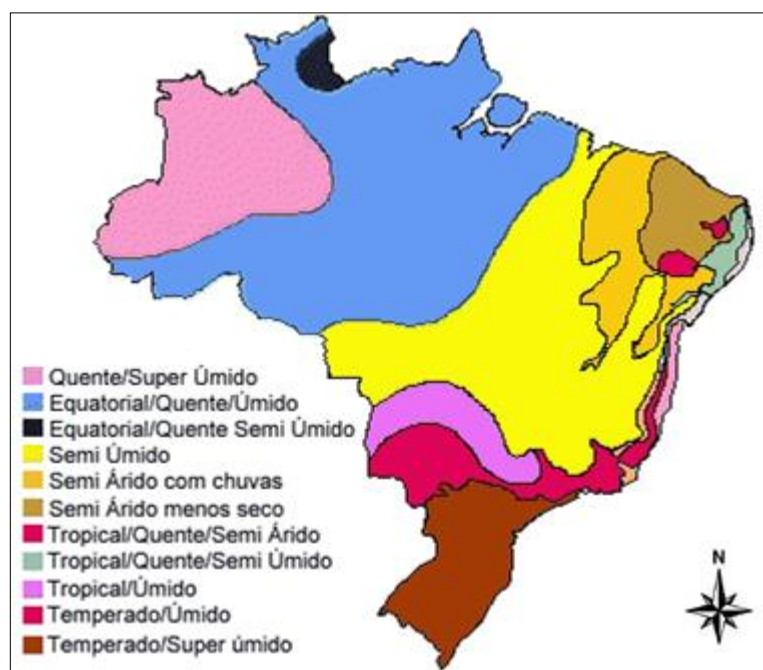 Quente/Super Úmido
Equatorial/Quente/Úmido
Equatorial/Quente Semi Úmido
Semi Úmido
Semi Árido com chuvas
Semi Árido menos seco
Tropical/Quente/Semi Árido
Tropical/Quente/Semi Úmido
Tropical/Úmido
Temperado/Úmido
Temperado/Super úmido
N